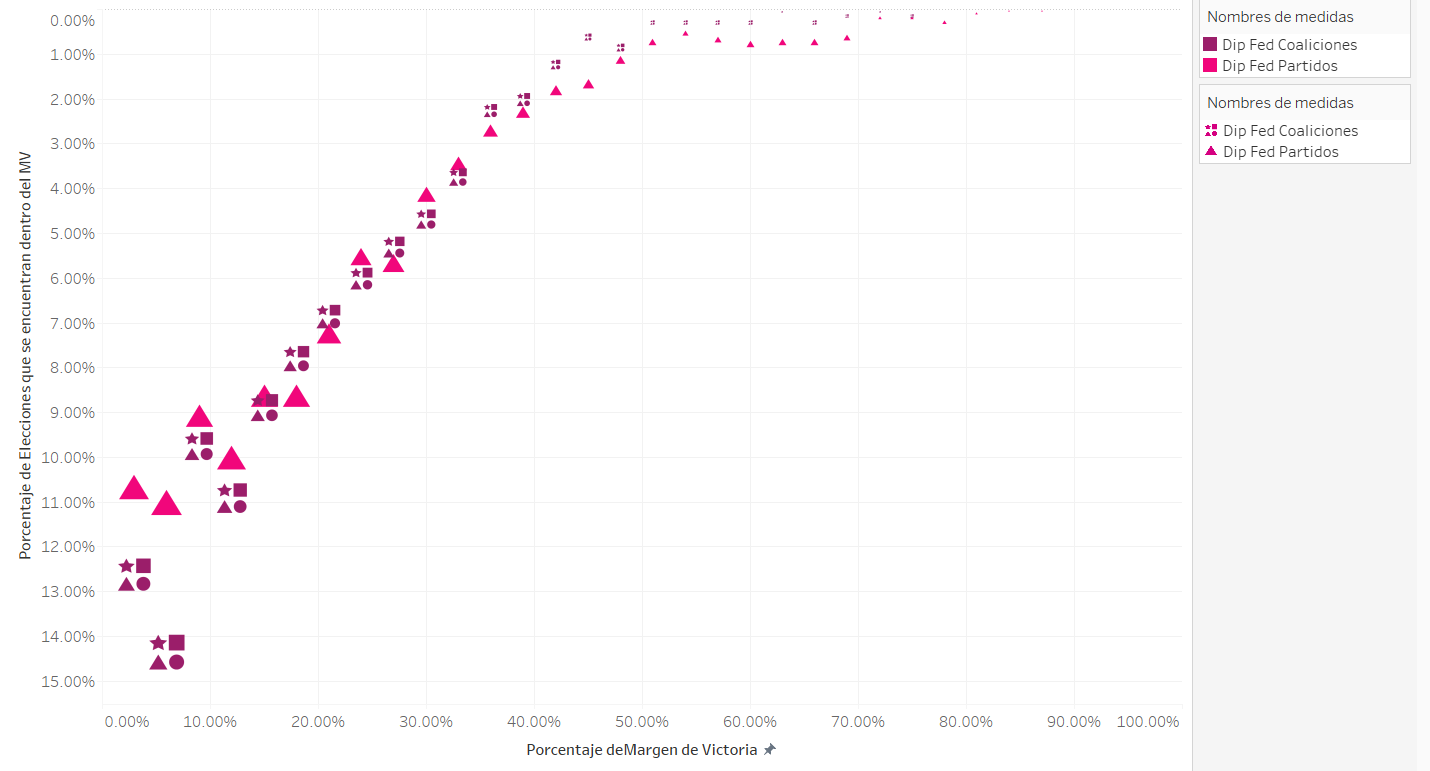 0.00%
1.00%
2.00%
3.00%
4.00%
5.00%
6.00%
7.00%
8.00%
9.00%
10.00%
11.00%
12.00%
13.00%
14.00%
15.00%
Porcentaje de Elecciones que se encuentran dentro del MV
0.00% 10.00% 20.00% 30.00% 40.00% 50.00% 60.00% 70.00% 80.00% 90.00% 100.00%
Porcentaje deMargen de Victoria
Nombres de medidas
Dip Fed Coaliciones
Dip Fed Partidos
Nombres de medidas
Dip Fed Coaliciones
Dip Fed Partidos